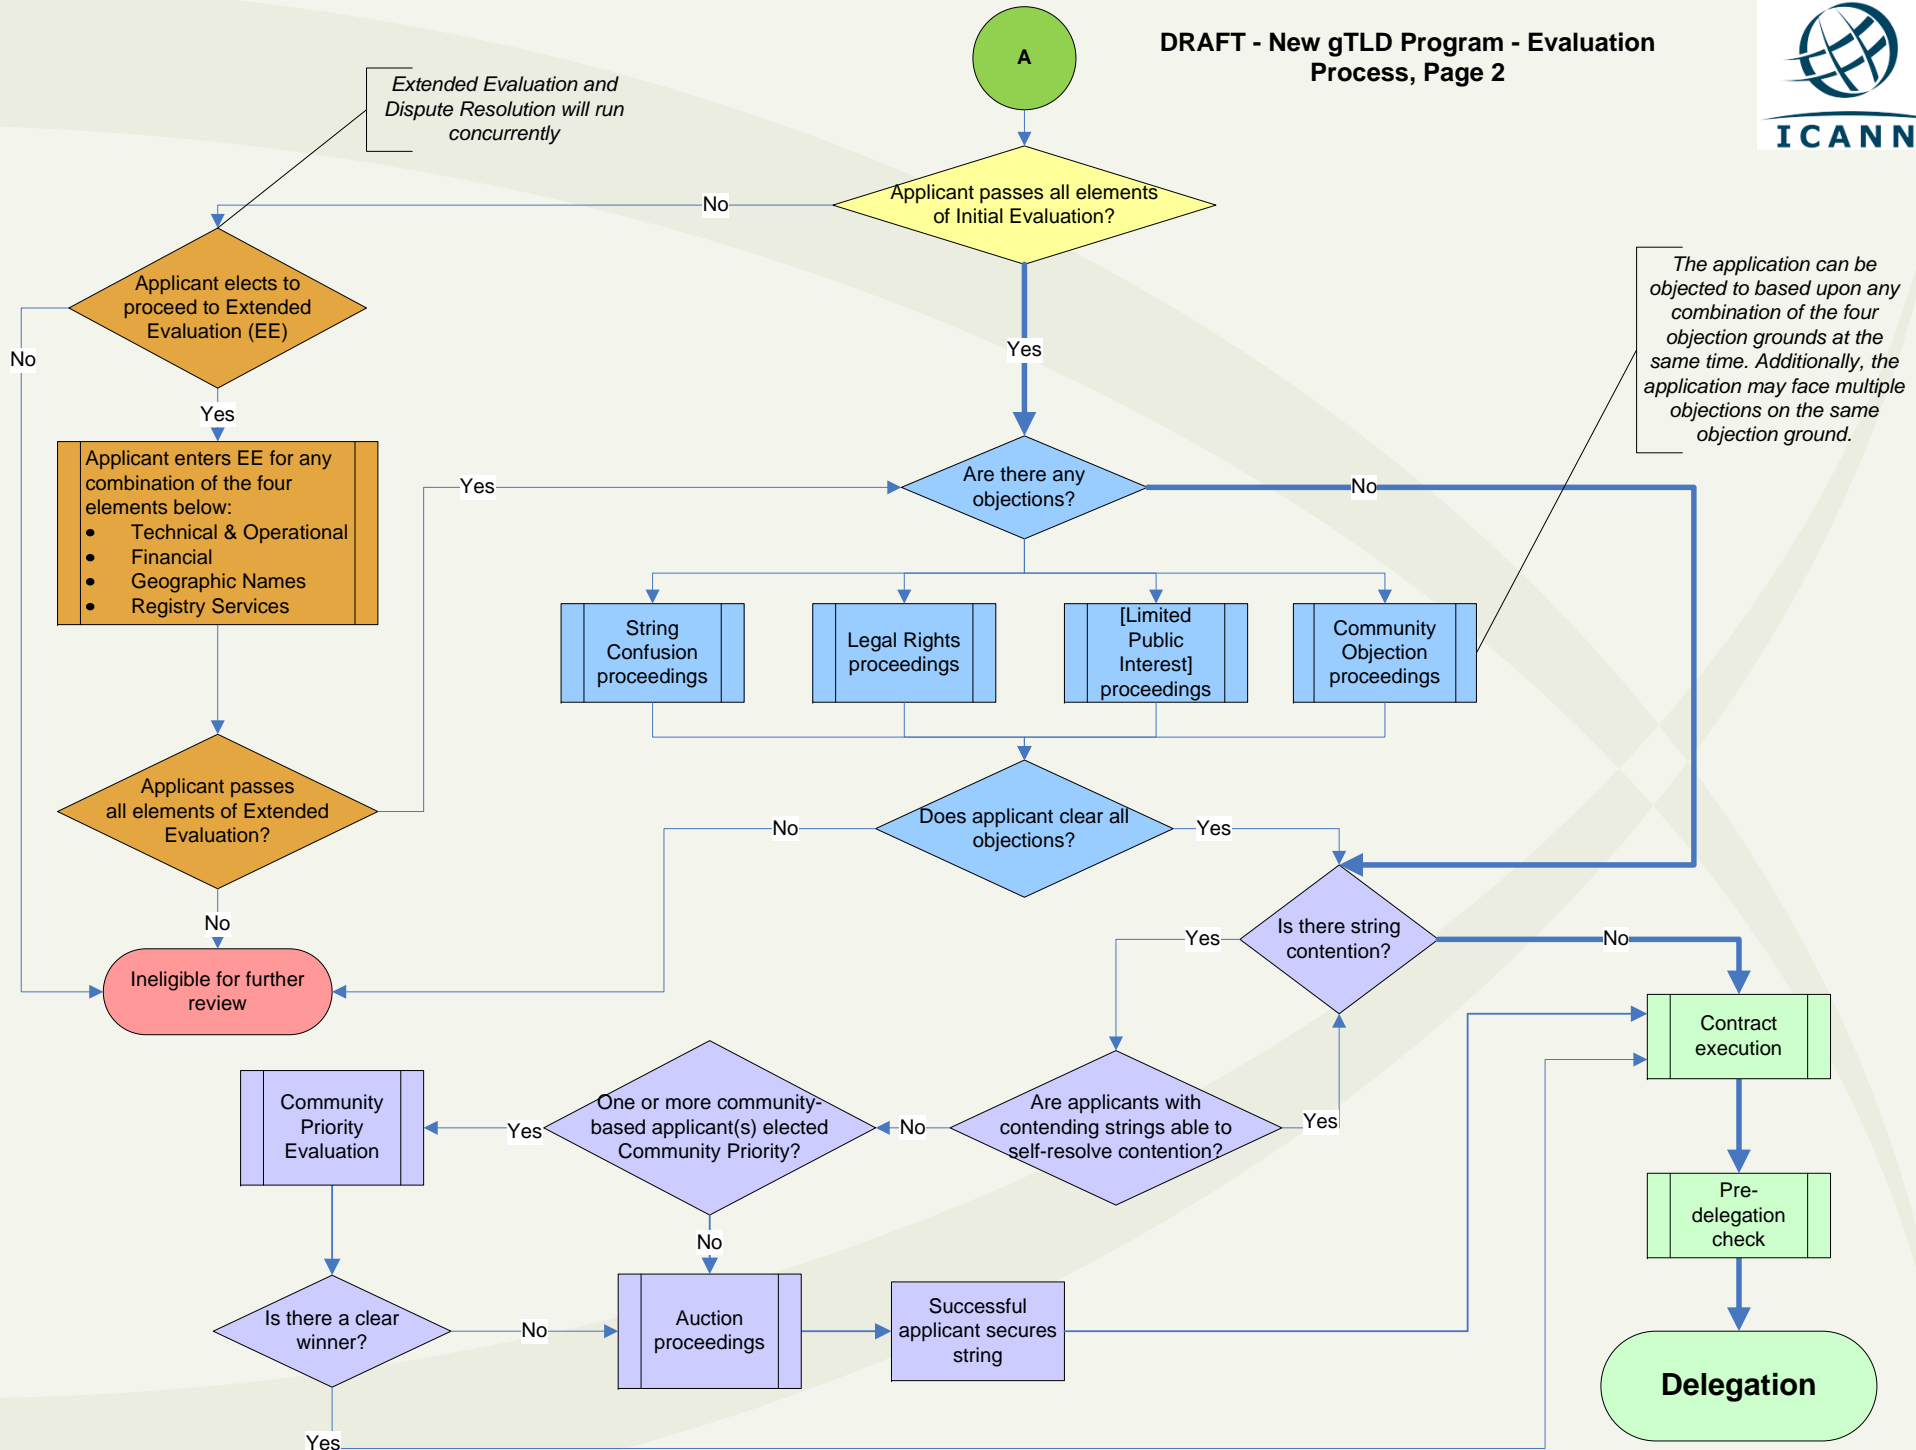 A
DRAFT - New gTLD Program - Evaluation
Process, Page 2
ICANN
Extended Evaluation and
Dispute Resolution will run
concurrently
Applicant passes all elements
of Initial Evaluation?
No
Yes
Applicant elects to
proceed to Extended
Evaluation (EE)
No
Yes
The application can be
objected to based upon any
combination of the four
objection grounds at the
same time. Additionally, the
application may face multiple
objections on the same
objection ground.
Applicant enters EE for any
combination of the four
elements below:
• Technical & Operational
• Financial
• Geographic Names
• Registry Services
Yes
Are there any
objections?
No
String
Confusion
proceedings
Legal Rights
proceedings
[Limited
Public
Interest]
proceedings
Community
Objection
proceedings
Applicant passes
all elements of Extended
Evaluation?
No
Does applicant clear all
objections?
No
Yes
Ineligible for further
review
Is there string
contention?
Yes
No
Contract
execution
Community
Priority
Evaluation
Yes
One or more community-
based applicant(s) elected
Community Priority?
No
Are applicants with
contending strings able to
self-resolve contention?
Yes
No
Pre-
delegation
check
Is there a clear
winner?
No
Auction
proceedings
Successful
applicant secures
string
Delegation
Yes